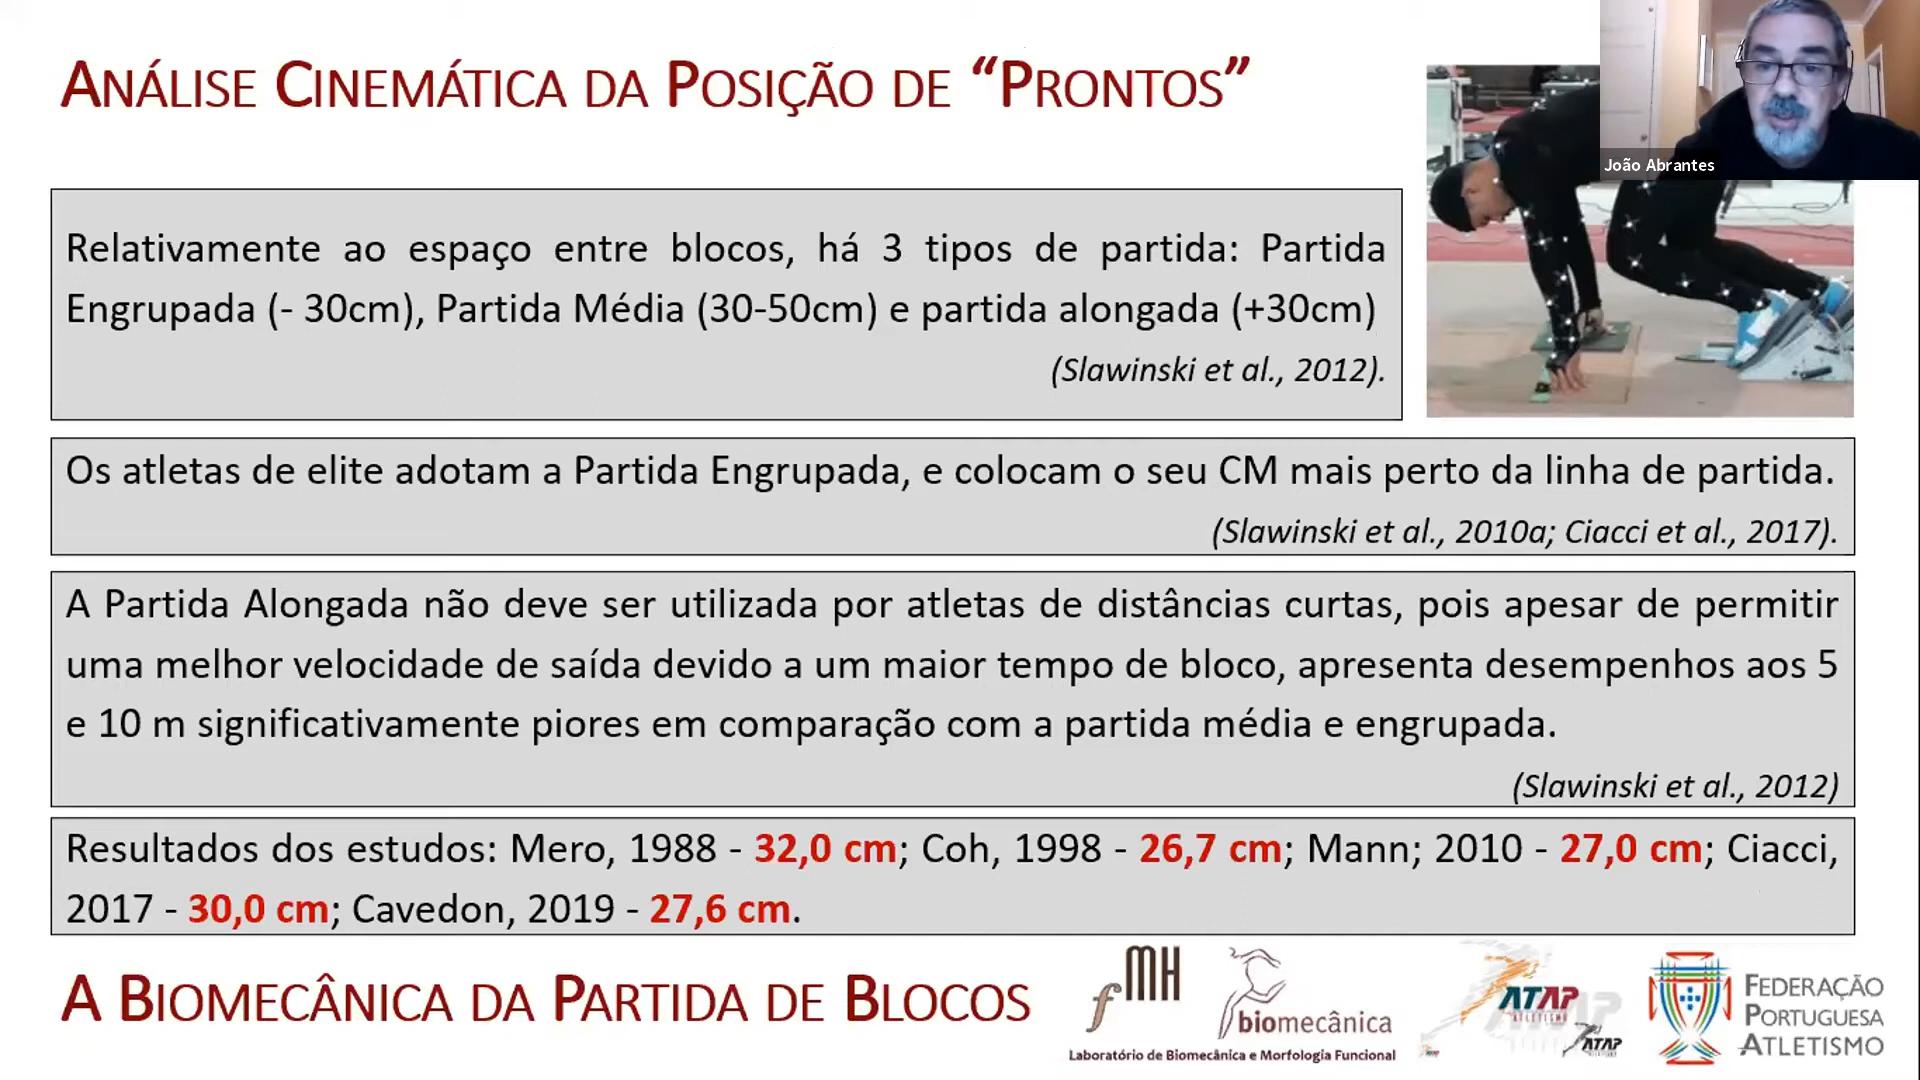 ANÁLISE CINEMÁTICA DA POSIÇÃO DE “PRONTOS”
João Abrantes
Relativamente ao espaço entre blocos, há 3 tipos de partida: Partida
Engrupada (- 30cm), Partida Média (30-50cm) e partida alongada (+30cm)
(Slawinski et al., 2012).
Os atletas de elite adotam a Partida Engrupada, e colocam o seu CM mais perto da linha de partida.
(Slawinski et al., 2010a; Ciacci et al., 2017).
A Partida Alongada não deve ser utilizada por atletas de distâncias curtas, pois apesar de permitir
uma melhor velocidade de saída devido a um maior tempo de bloco, apresenta desempenhos aos 5
e 10 m significativamente piores em comparação com a partida média e engrupada.
(Slawinski et al., 2012)
Resultados dos estudos: Mero, 1988 - 32,0 cm; Coh, 1998 - 26,7 cm; Mann; 2010 - 27,0 cm; Ciacci,
2017 - 30,0 cm; Cavedon, 2019 - 27,6 cm.
A BIOMECÂNICA DA PARTIDA DE BLOCOS
fMH
biomecânica
Laboratório de Biomecânica e Morfologia Funcional
ATAP
ATLETISMO
ATAP
FEDERAÇÃO
PORTUGUESA
ATLETISMO